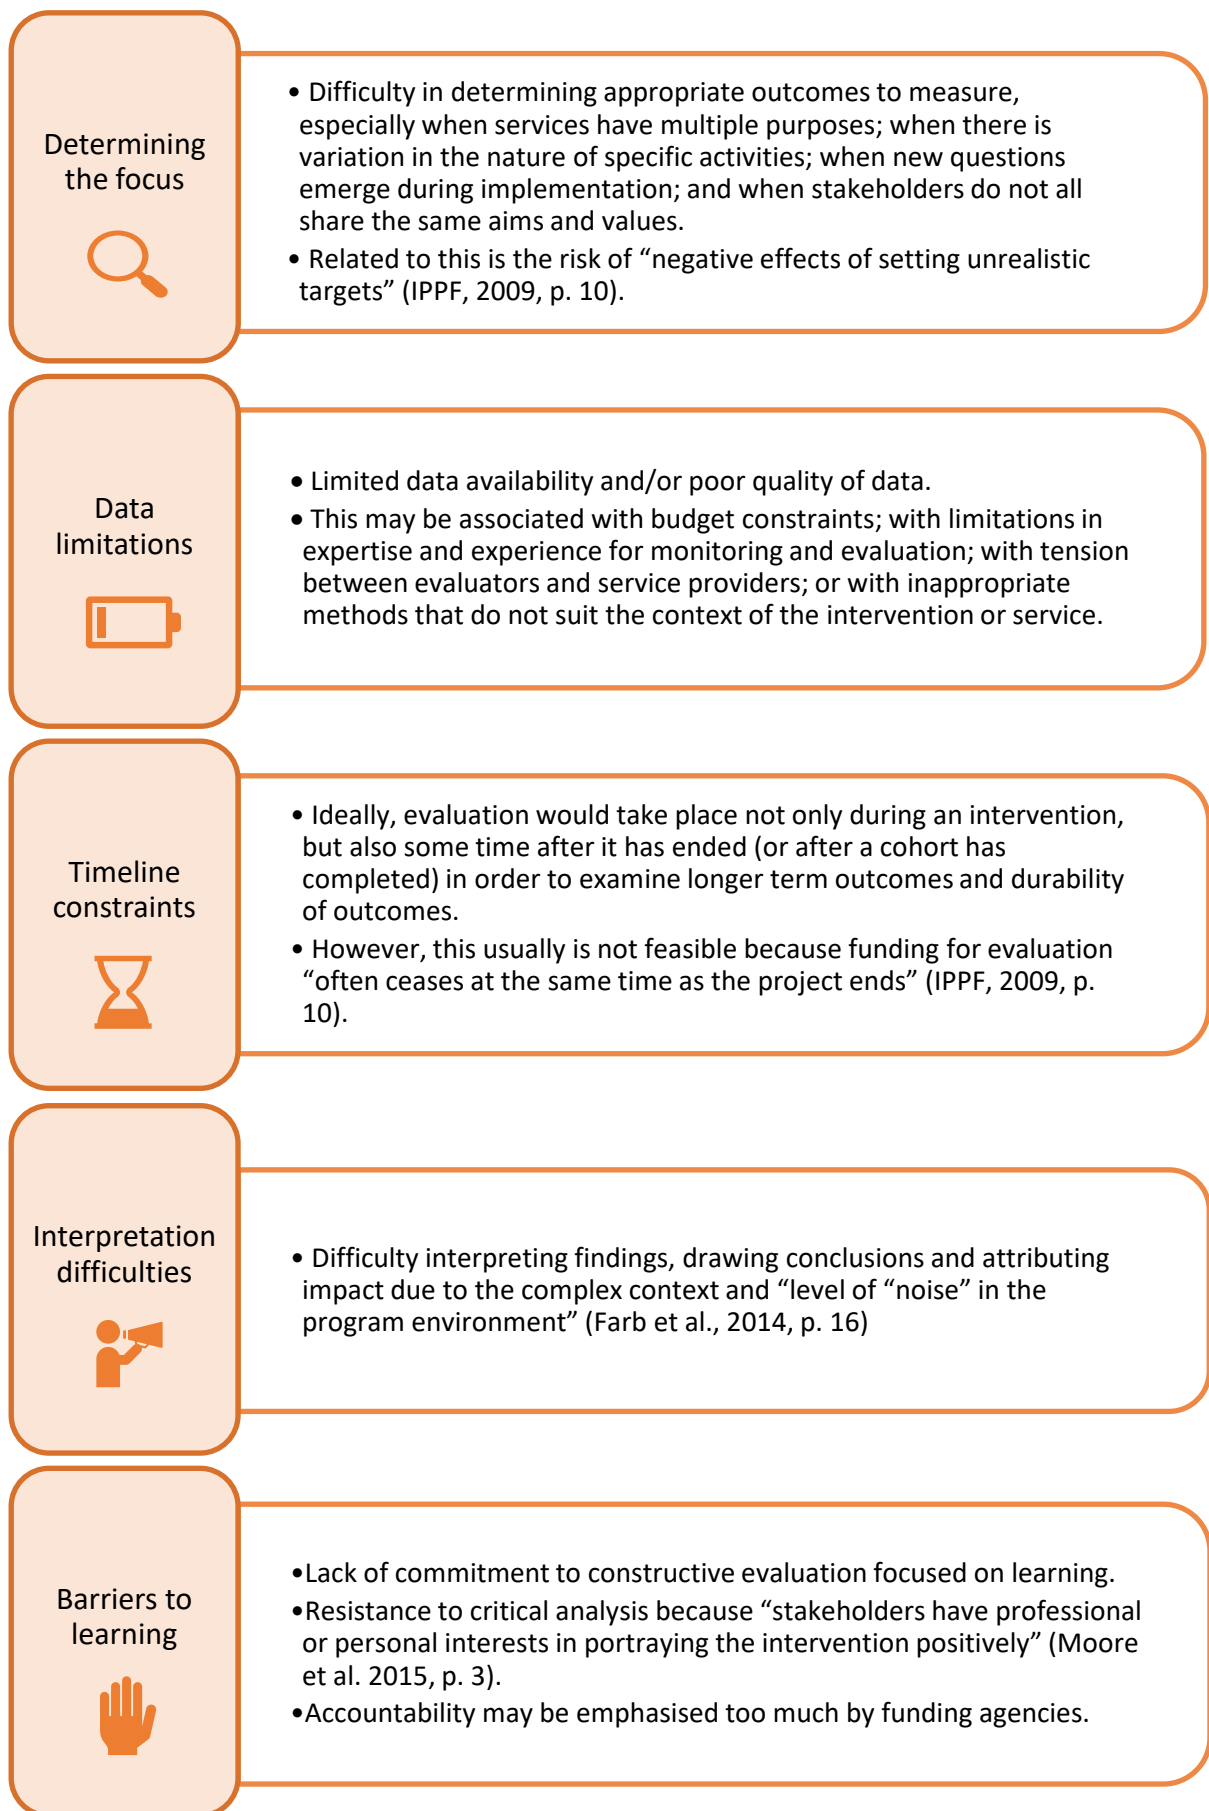 Determining
the focus
• Difficulty in determining appropriate outcomes to measure,
especially when services have multiple purposes; when there is
variation in the nature of specific activities; when new questions
emerge during implementation; and when stakeholders do not all
share the same aims and values.
• Related to this is the risk of “negative effects of setting unrealistic
targets” (IPPF, 2009, p. 10).
Data
limitations
• Limited data availability and/or poor quality of data.
• This may be associated with budget constraints; with limitations in
expertise and experience for monitoring and evaluation; with tension
between evaluators and service providers; or with inappropriate
methods that do not suit the context of the intervention or service.
Timeline
constraints
• Ideally, evaluation would take place not only during an intervention,
but also some time after it has ended (or after a cohort has
completed) in order to examine longer term outcomes and durability
of outcomes.
• However, this usually is not feasible because funding for evaluation
“often ceases at the same time as the project ends” (IPPF, 2009, p.
10).
Interpretation
difficulties
• Difficulty interpreting findings, drawing conclusions and attributing
impact due to the complex context and “level of “noise” in the
program environment” (Farb et al., 2014, p. 16)
Barriers to
learning
•Lack of commitment to constructive evaluation focused on learning.
•Resistance to critical analysis because “stakeholders have professional
or personal interests in portraying the intervention positively” (Moore
et al. 2015, p. 3).
•Accountability may be emphasised too much by funding agencies.